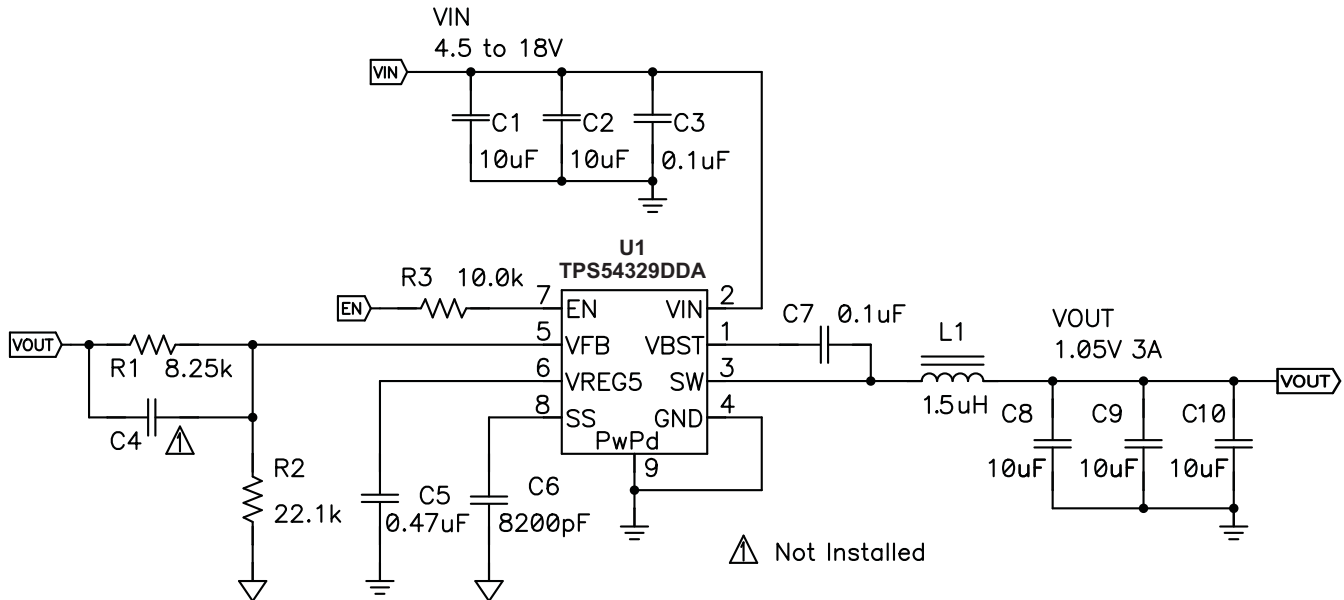 VIN
4.5 to 18V
VIN
C1
C2
C3
10uF
10uF
0.1uF
U1
TPS54329DDA
R3 10.0k
EN
7
EN
VIN
2
C7
0.1uF
VOUT
R1 8.25k
5
VFB
VBST
1
L1
VOUT
1.05V 3A
6
VREG5
SW
3
1.5uH
VOUT
C4
1
8
SS
GND
4
C8
C9
C10
PwPd
9
10uF
10uF
10uF
R2
22.1k
C5
0.47uF
C6
8200pF
1 Not Installed